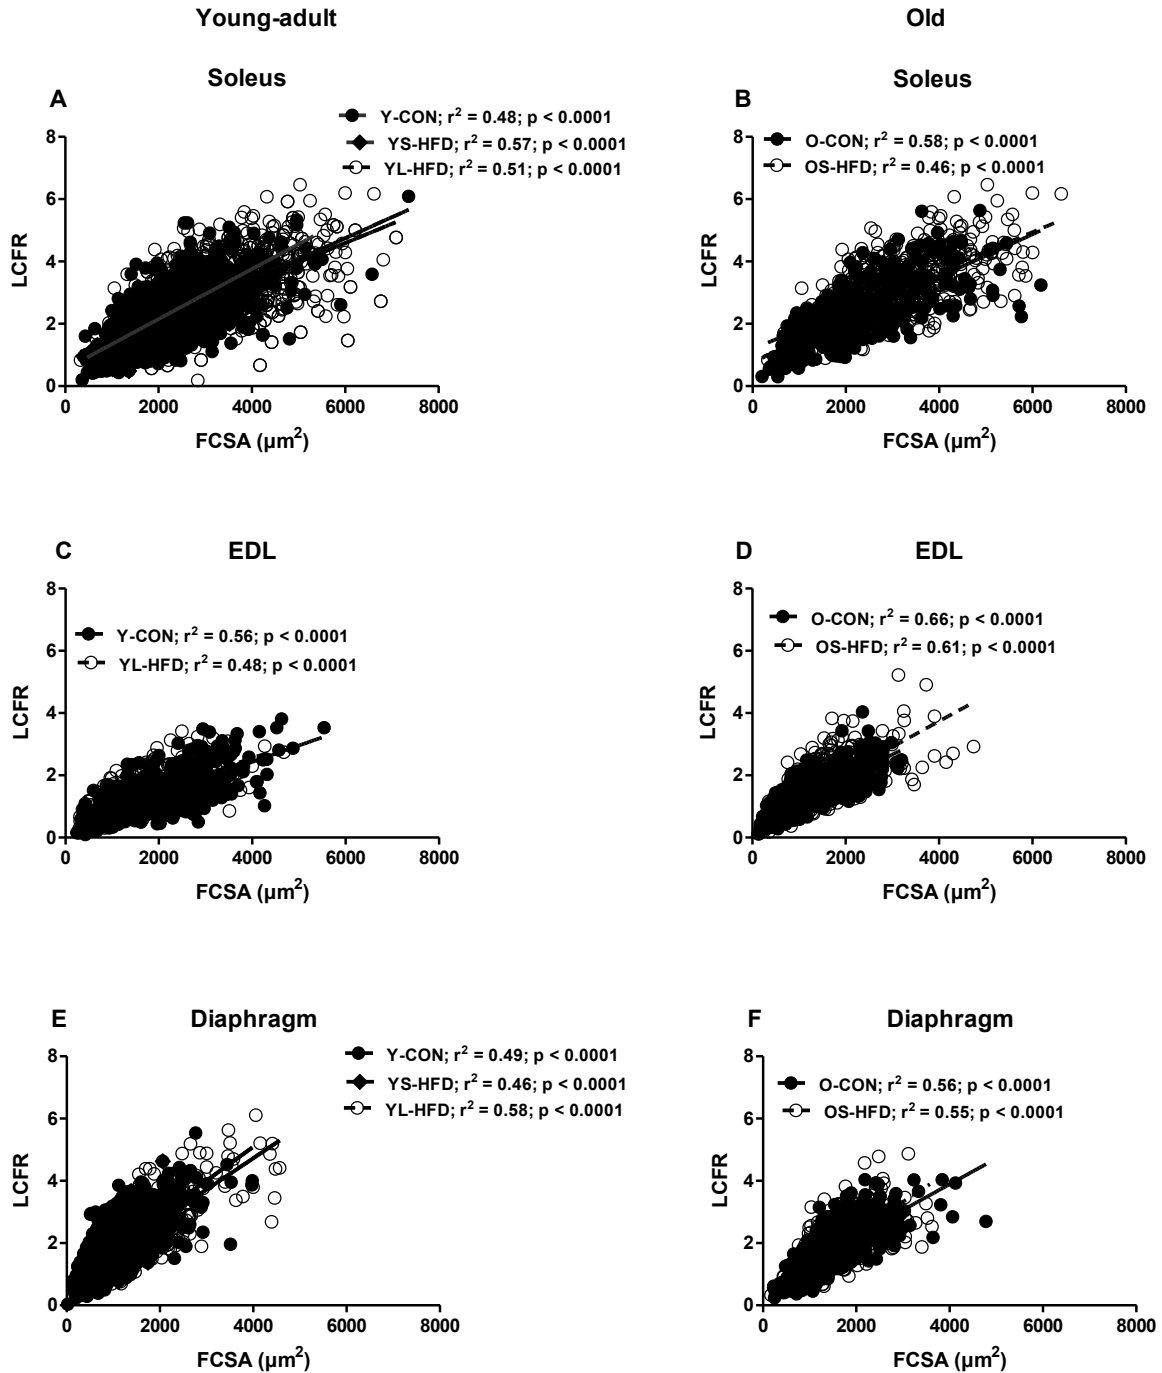 Young-adult
Old
Soleus
Soleus
A
B
Y-CON; r² = 0.48; p < 0.0001
YS-HFD; r² = 0.57; p < 0.0001
YL-HFD; r² = 0.51; p < 0.0001
O-CON; r² = 0.58; p < 0.0001
OS-HFD; r² = 0.46; p < 0.0001
8
6
4
2
0
LCFR
0 2000 4000 6000 8000
FCSA (µm²)
8
6
4
2
0
LCFR
0 2000 4000 6000 8000
FCSA (µm²)
C EDL
D EDL
Y-CON; r² = 0.56; p < 0.0001
YL-HFD; r² = 0.48; p < 0.0001
O-CON; r² = 0.66; p < 0.0001
OS-HFD; r² = 0.61; p < 0.0001
8
6
4
2
0
LCFR
0 2000 4000 6000 8000
FCSA (µm²)
8
6
4
2
0
LCFR
0 2000 4000 6000 8000
FCSA (µm²)
E Diaphragm
F Diaphragm
Y-CON; r² = 0.49; p < 0.0001
YS-HFD; r² = 0.46; p < 0.0001
YL-HFD; r² = 0.58; p < 0.0001
O-CON; r² = 0.56; p < 0.0001
OS-HFD; r² = 0.55; p < 0.0001
8
6
4
2
0
LCFR
0 2000 4000 6000 8000
FCSA (µm²)
8
6
4
2
0
LCFR
0 2000 4000 6000 8000
FCSA (µm²)